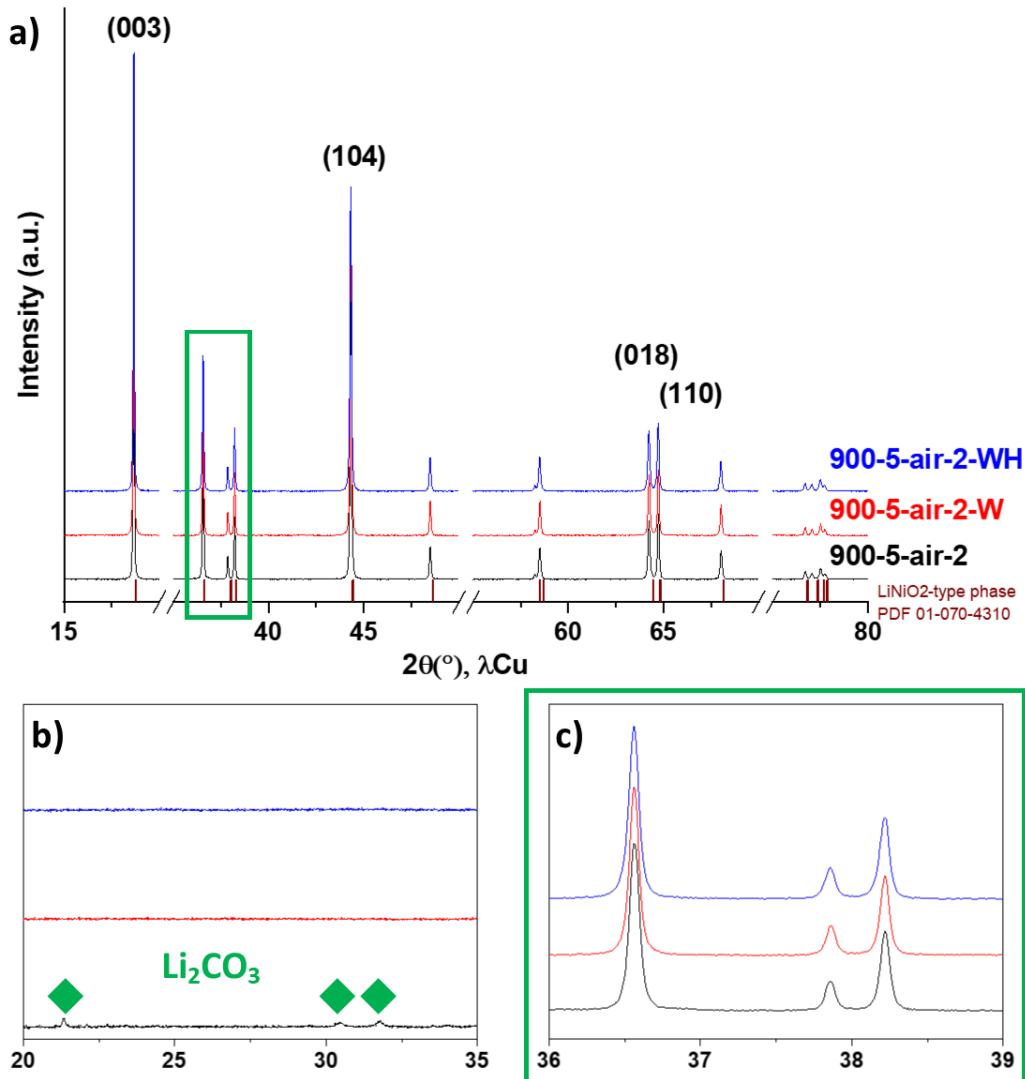 a)
(003)
(104)
(018)
(110)
Intensity (a.u.)
900-5-air-2-WH
900-5-air-2-W
900-5-air-2
LiNiO2-type phase
PDF 01-070-4310
15 40 45 60 65 80
2θ(°), λCu
b)
Li₂CO₃
20 25 30 35
c)
36 37 38 39